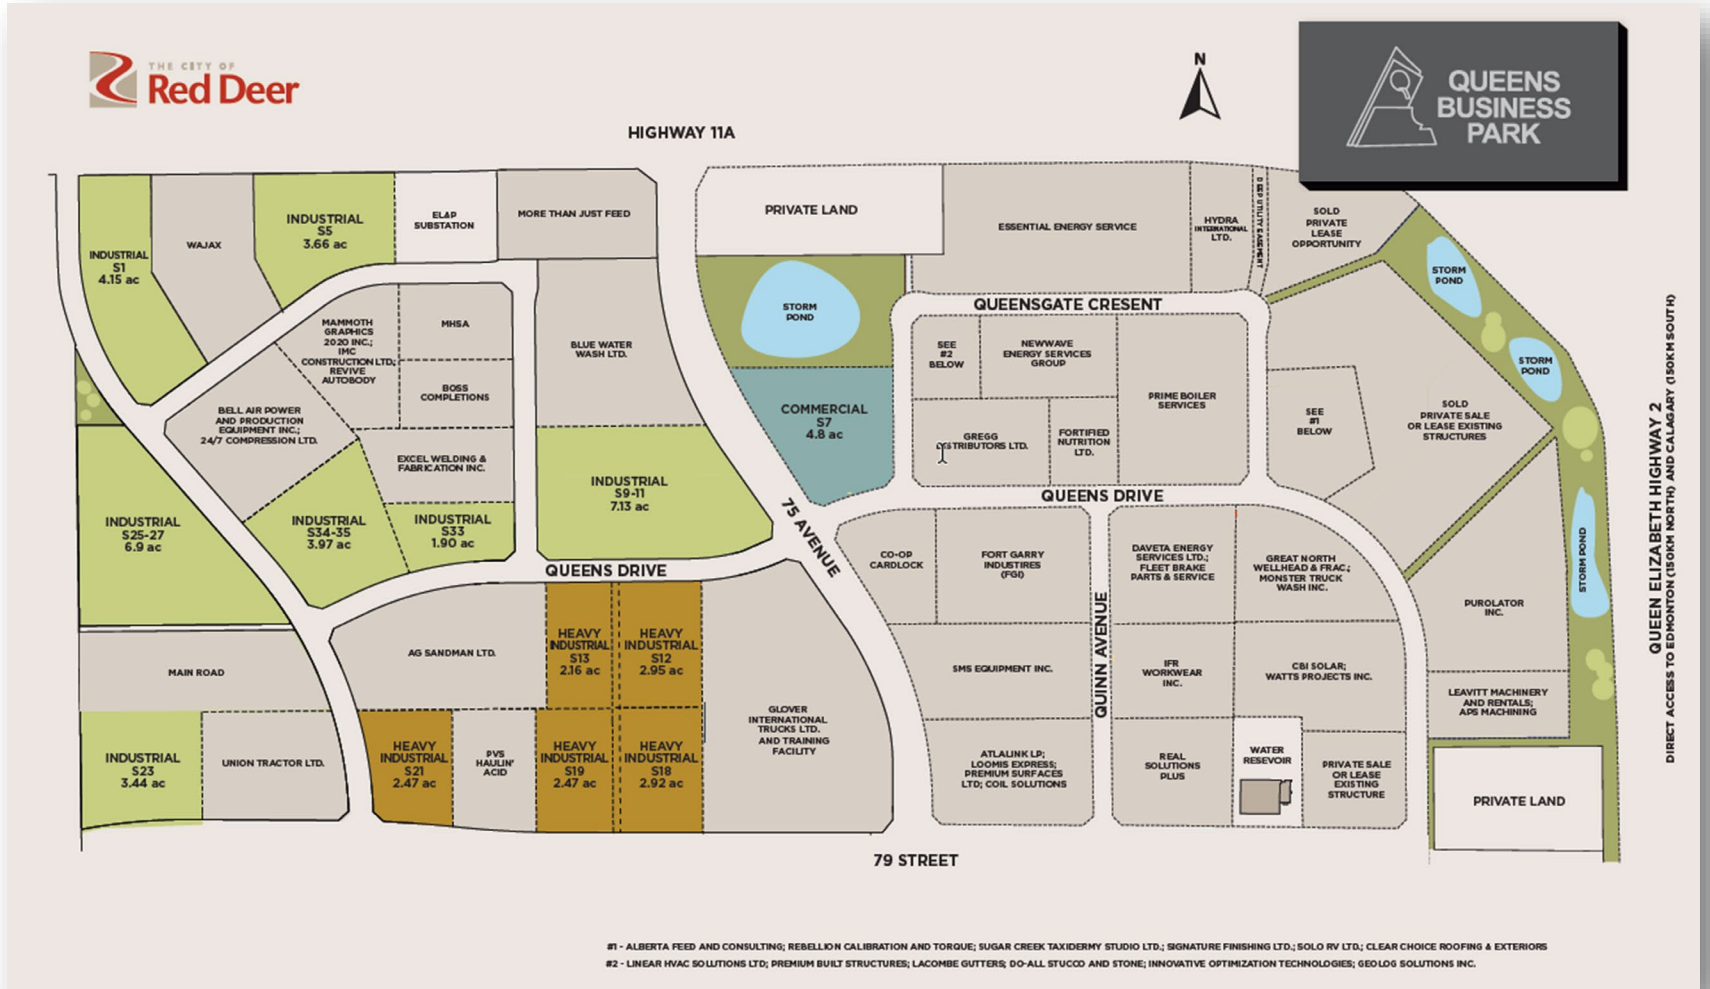 THE CITY OF
Red Deer
N
QUEENS
BUSINESS
PARK
HIGHWAY 11A
INDUSTRIAL
S1
4.15 ac
WAJAX
INDUSTRIAL
S5
3.66 ac
EL&P
SUBSTATION
MORE THAN JUST FEED
PRIVATE LAND
ESSENTIAL ENERGY SERVICE
HYDRA
INTERNATIONAL
LTD.
DEEP UTILITY EASEMENT
SOLD
PRIVATE
LEASE
OPPORTUNITY
STORM
POND
STORM
POND
STORM
POND
STORM POND
QUEENSGATE CRESENT
MAMMOTH
GRAPHICS
2020 INC.;
IMC
CONSTRUCTION LTD;
REVIVE
AUTOBODY
MHSA
BOSS
COMPLETIONS
BLUE WATER
WASH LTD.
SEE
#2
BELOW
NEWWAVE
ENERGY SERVICES
GROUP
PRIME BOILER
SERVICES
SEE
#1
BELOW
SOLD
PRIVATE SALE
OR LEASE EXISTING
STRUCTURES
BELL AIR POWER
AND PRODUCTION
EQUIPMENT INC.;
24/7 COMPRESSION LTD.
EXCEL WELDING &
FABRICATION INC.
COMMERCIAL
S7
4.8 ac
GREGG
DISTRIBUTORS LTD.
FORTIFIED
NUTRITION
LTD.
INDUSTRIAL
S25-27
6.9 ac
INDUSTRIAL
S34-35
3.97 ac
INDUSTRIAL
S33
1.90 ac
INDUSTRIAL
S9-11
7.13 ac
75 AVENUE
QUEENS DRIVE
QUEENS DRIVE
CO-OP
CARDLOCK
FORT GARRY
INDUSTIRES
(FGI)
DAVETA ENERGY
SERVICES LTD.;
FLEET BRAKE
PARTS & SERVICE
GREAT NORTH
WELLHEAD & FRAC.;
MONSTER TRUCK
WASH INC.
PUROLATOR
INC.
QUINN AVENUE
MAIN ROAD
AG SANDMAN LTD.
HEAVY
INDUSTRIAL
S13
2.16 ac
HEAVY
INDUSTRIAL
S12
2.95 ac
SMS EQUIPMENT INC.
IFR
WORKWEAR
INC.
CBI SOLAR;
WATTS PROJECTS INC.
LEAVITT MACHINERY
AND RENTALS;
APS MACHINING
GLOVER
INTERNATIONAL
TRUCKS LTD.
AND TRAINING
FACILITY
INDUSTRIAL
S23
3.44 ac
UNION TRACTOR LTD.
HEAVY
INDUSTRIAL
S21
2.47 ac
PVS
HAULIN'
ACID
HEAVY
INDUSTRIAL
S19
2.47 ac
HEAVY
INDUSTRIAL
S18
2.92 ac
ATLALINK LP;
LOOMIS EXPRESS;
PREMIUM SURFACES
LTD; COIL SOLUTIONS
REAL
SOLUTIONS
PLUS
WATER
RESEVOIR
PRIVATE SALE
OR LEASE
EXISTING
STRUCTURE
PRIVATE LAND
79 STREET
QUEEN ELIZABETH HIGHWAY 2
DIRECT ACCESS TO EDMONTON (150KM NORTH) AND CALAGARY (150KM SOUTH)
#1 - ALBERTA FEED AND CONSULTING; REBELLION CALIBRATION AND TORQUE; SUGAR CREEK TAXIDERMY STUDIO LTD.; SIGNATURE FINISHING LTD.; SOLO RV LTD.; CLEAR CHOICE ROOFING & EXTERIORS
#2 - LINEAR HVAC SOLUTIONS LTD; PREMIUM BUILT STRUCTURES; LACOMBE GUTTERS; DO-ALL STUCCO AND STONE; INNOVATIVE OPTIMIZATION TECHNOLOGIES; GEOLOG SOLUTIONS INC.